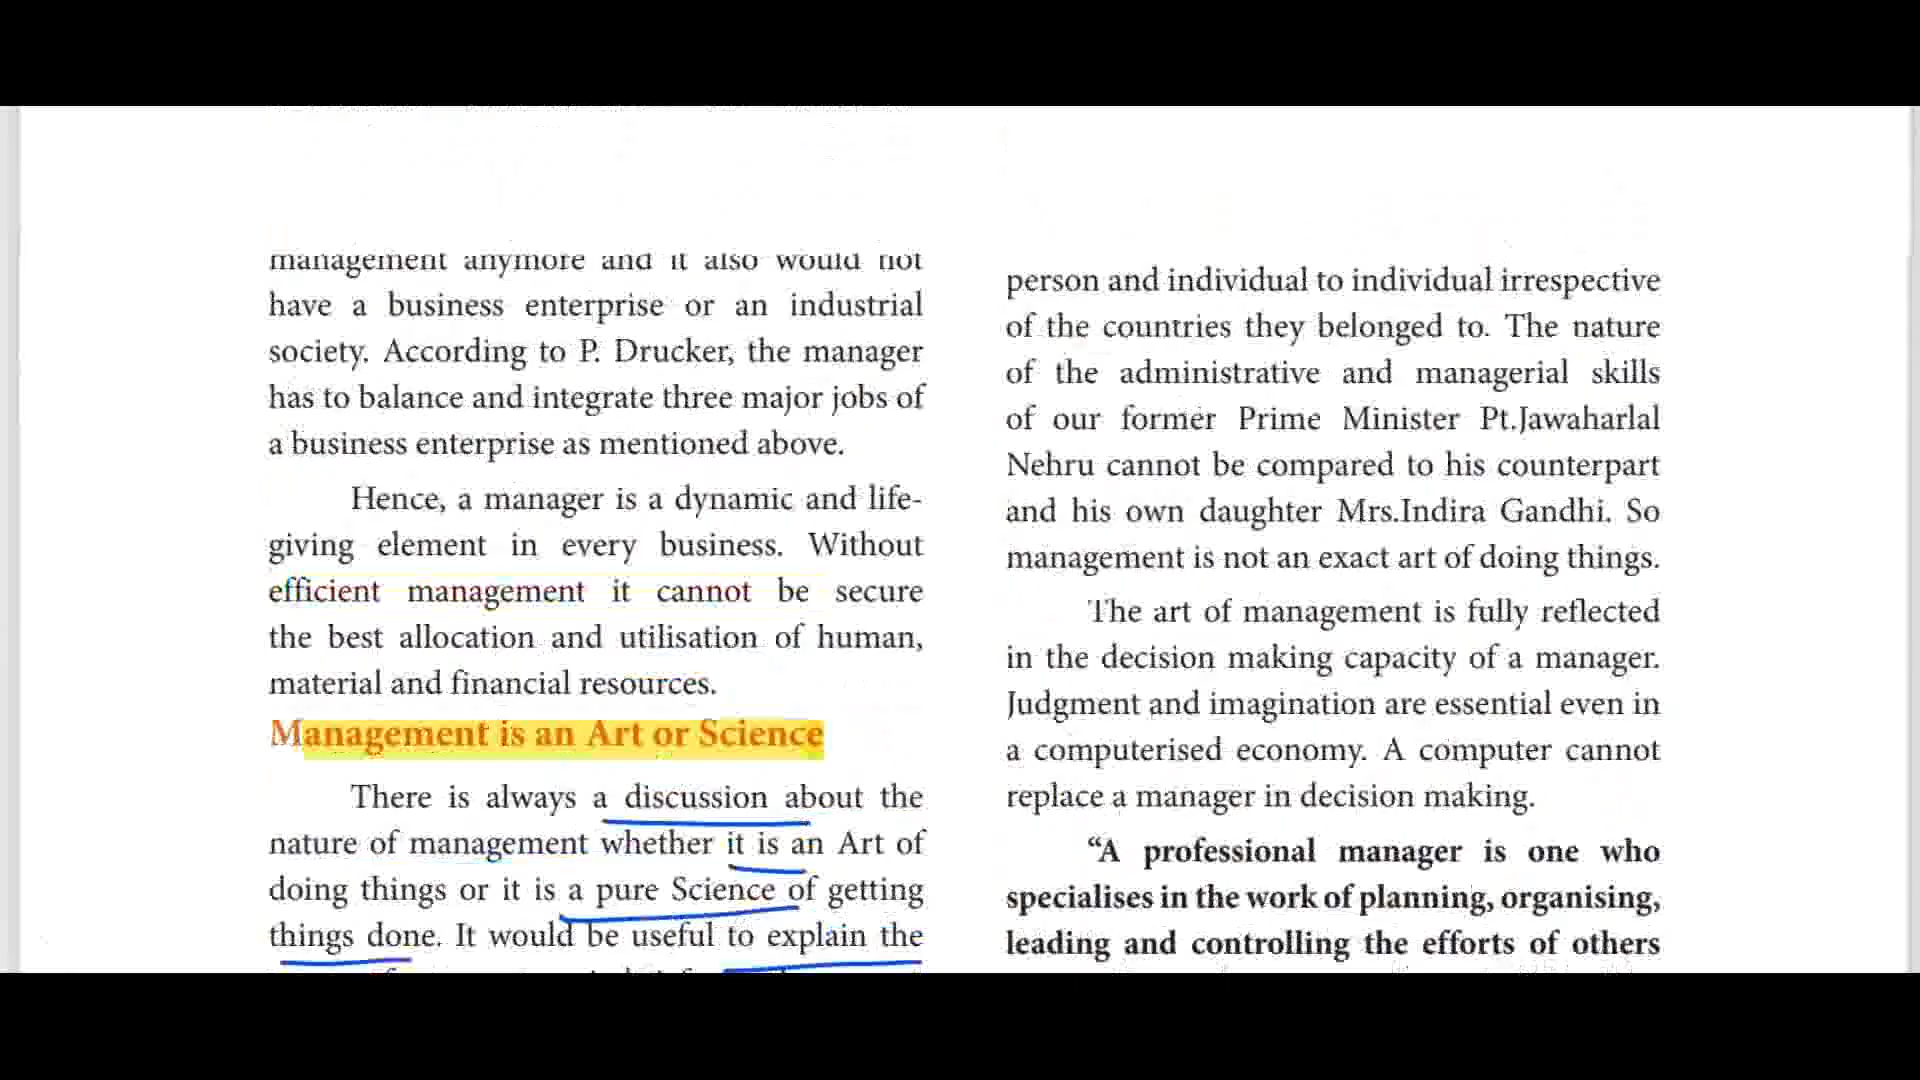 management anymore and it also would not
have a business enterprise or an industrial
society. According to P. Drucker, the manager
has to balance and integrate three major jobs of
a business enterprise as mentioned above.
Hence, a manager is a dynamic and life-
giving element in every business. Without
efficient management it cannot be secure
the best allocation and utilisation of human,
material and financial resources.
Management is an Art or Science
There is always a discussion about the
nature of management whether it is an Art of
doing things or it is a pure Science of getting
things done. It would be useful to explain the
person and individual to individual irrespective
of the countries they belonged to. The nature
of the administrative and managerial skills
of our former Prime Minister Pt.Jawaharlal
Nehru cannot be compared to his counterpart
and his own daughter Mrs.Indira Gandhi. So
management is not an exact art of doing things.
The art of management is fully reflected
in the decision making capacity of a manager.
Judgment and imagination are essential even in
a computerised economy. A computer cannot
replace a manager in decision making.
“A professional manager is one who
specialises in the work of planning, organising,
leading and controlling the efforts of others